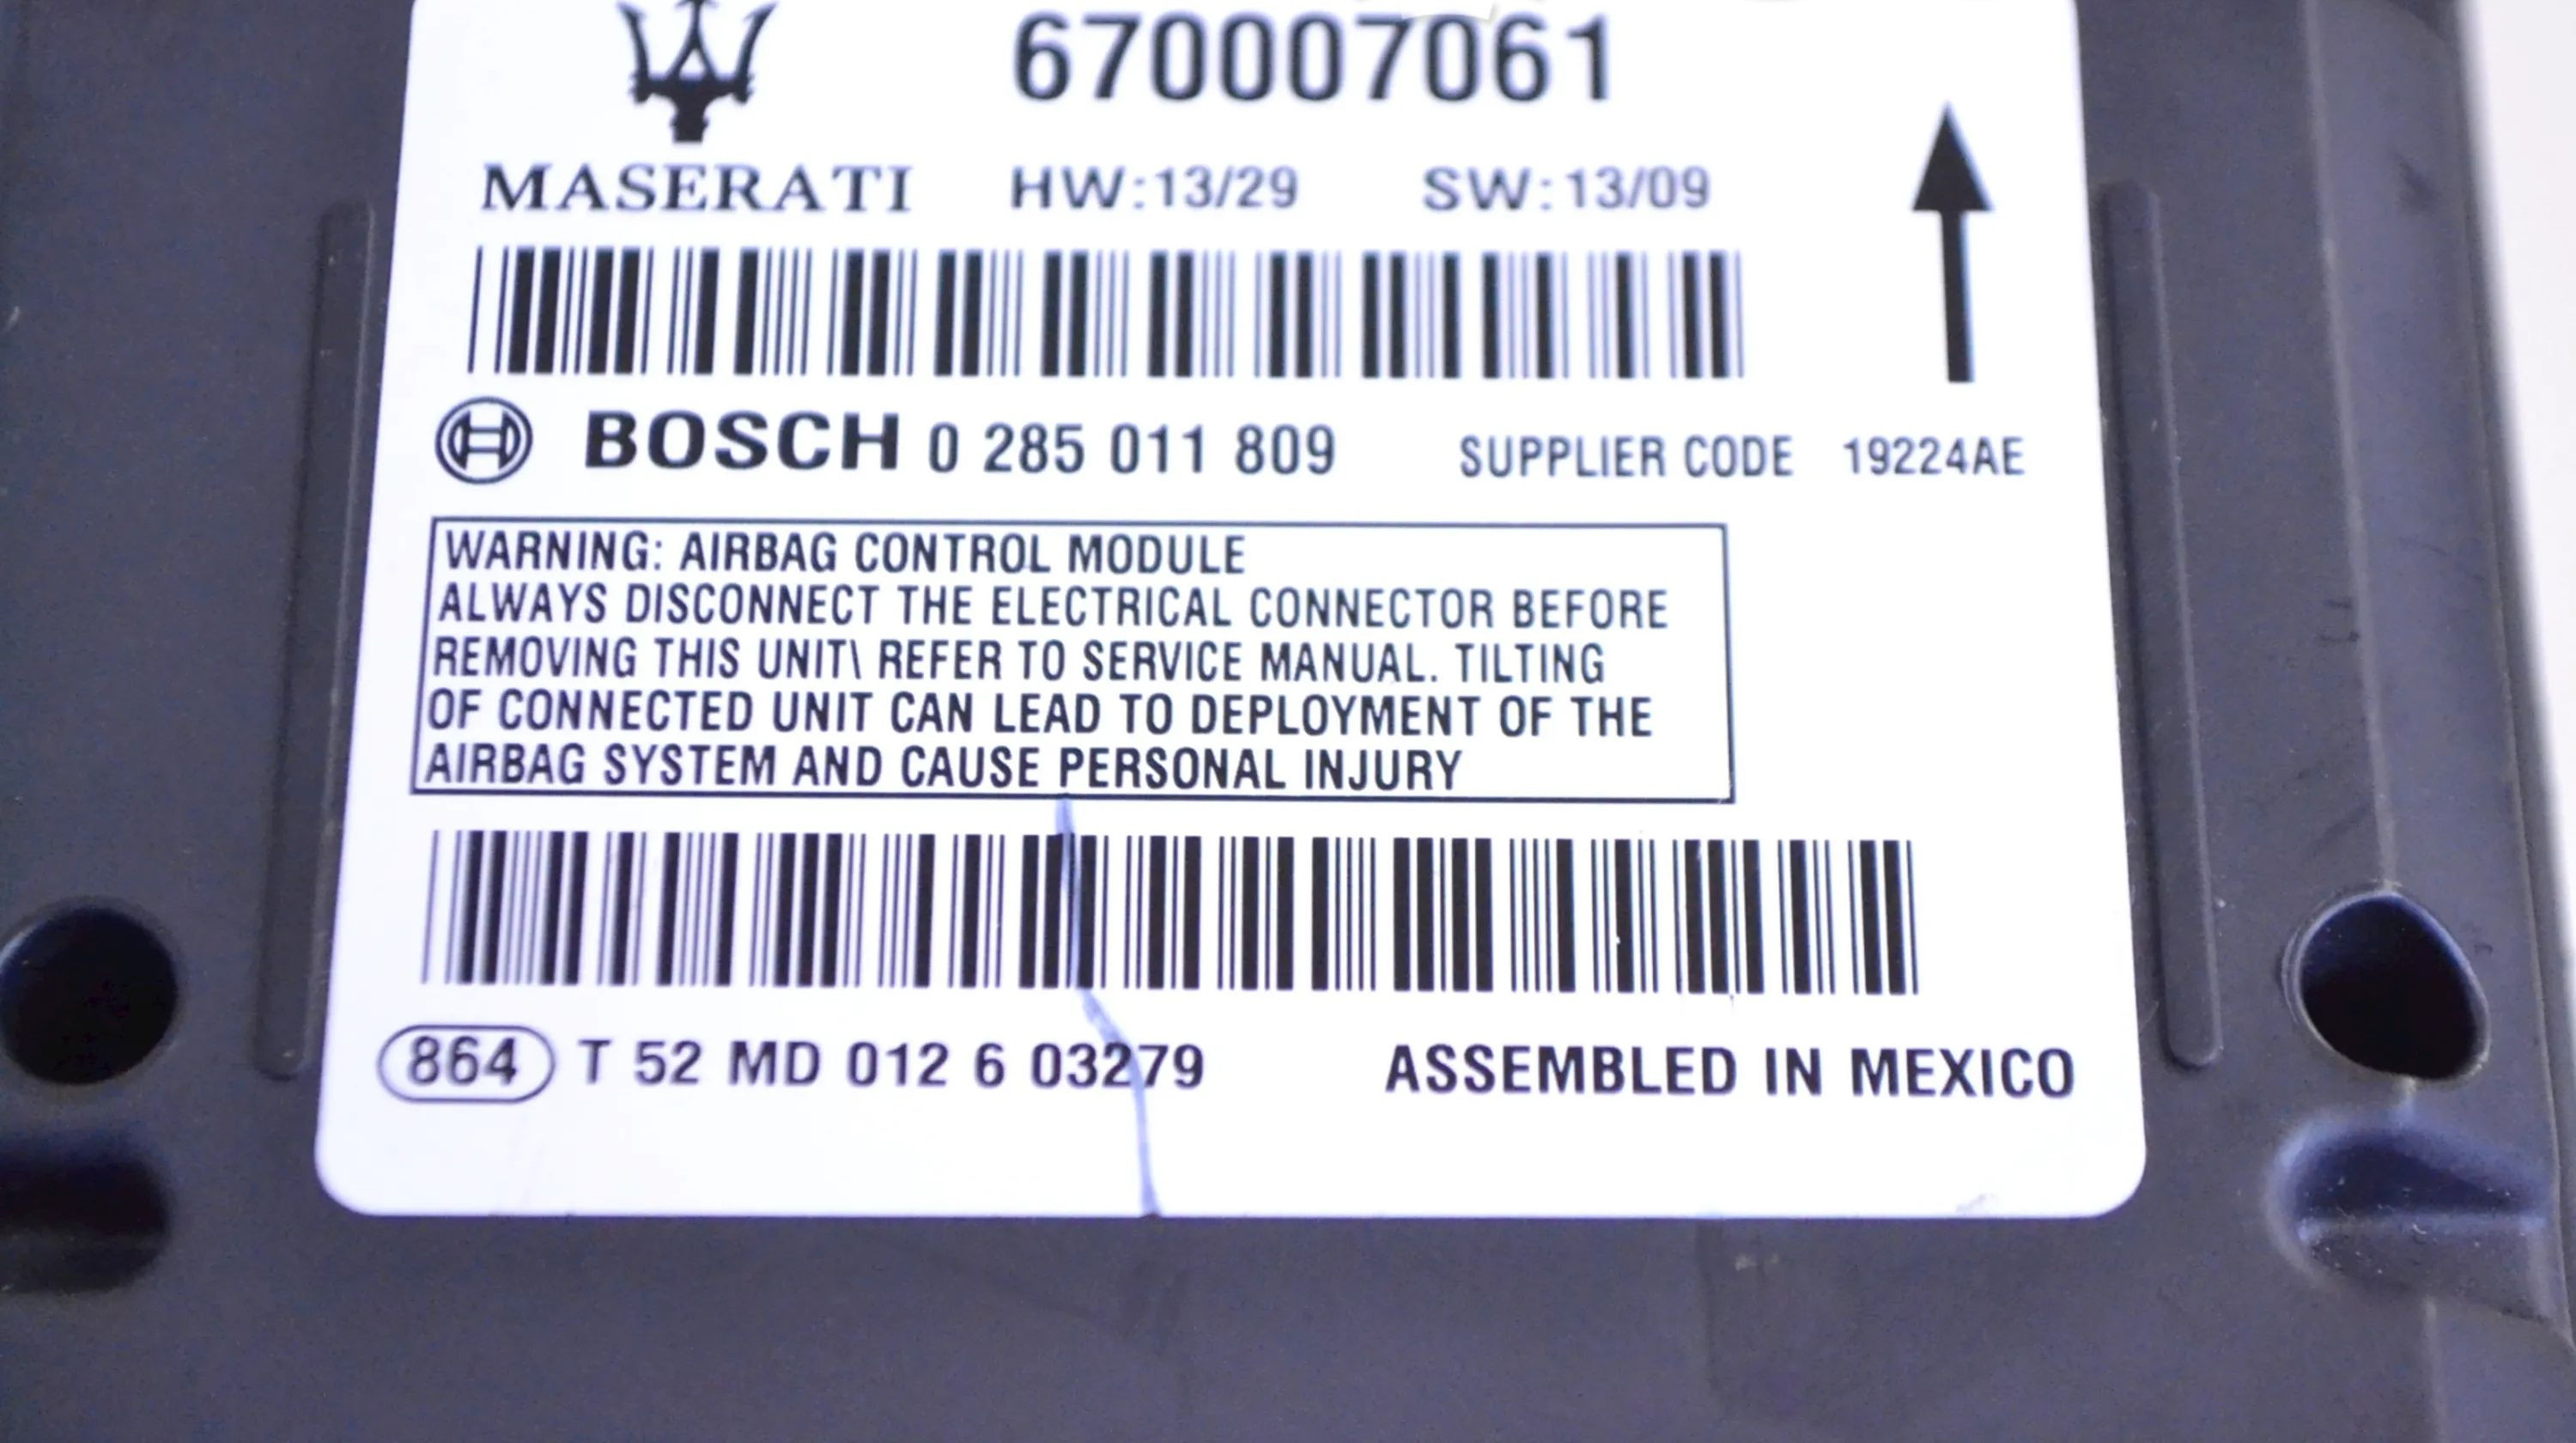 670007061
MASERATI HW:13/29 SW:13/09
BOSCH 0 285 011 809 SUPPLIER CODE 19224AE
WARNING: AIRBAG CONTROL MODULE
ALWAYS DISCONNECT THE ELECTRICAL CONNECTOR BEFORE
REMOVING THIS UNIT\ REFER TO SERVICE MANUAL. TILTING
OF CONNECTED UNIT CAN LEAD TO DEPLOYMENT OF THE
AIRBAG SYSTEM AND CAUSE PERSONAL INJURY
864 T 52 MD 012 6 03279 ASSEMBLED IN MEXICO